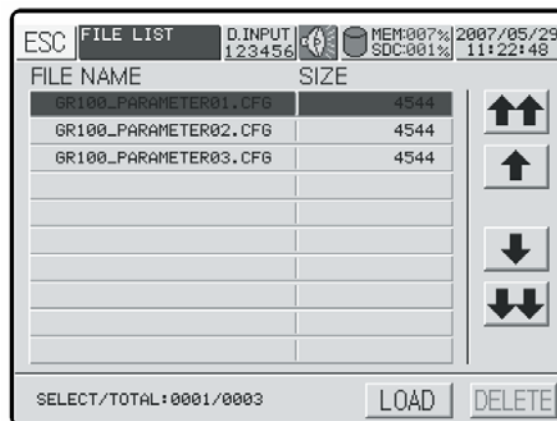 ESC FILE LIST D.INPUT 123456 MEM:007% SDC:001% 2007/05/29 11:22:48
FILE NAME SIZE
GR100_PARAMETER01.CFG 4544
GR100_PARAMETER02.CFG 4544
GR100_PARAMETER03.CFG 4544
SELECT/TOTAL:0001/0003 LOAD DELETE